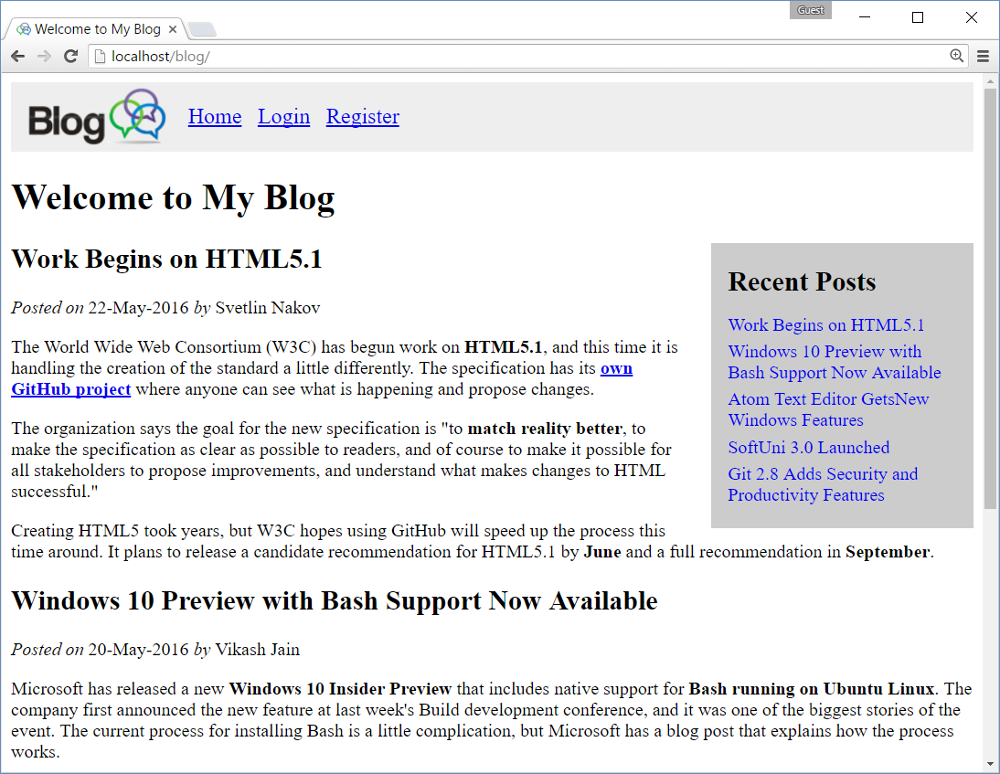 Guest
Welcome to My Blog
localhost/blog/
Blog Home Login Register
Welcome to My Blog
Work Begins on HTML5.1
Posted on 22-May-2016 by Svetlin Nakov
The World Wide Web Consortium (W3C) has begun work on HTML5.1, and this time it is
handling the creation of the standard a little differently. The specification has its own
GitHub project where anyone can see what is happening and propose changes.
The organization says the goal for the new specification is "to match reality better, to
make the specification as clear as possible to readers, and of course to make it possible for
all stakeholders to propose improvements, and understand what makes changes to HTML
successful."
Creating HTML5 took years, but W3C hopes using GitHub will speed up the process this
time around. It plans to release a candidate recommendation for HTML5.1 by June and a full recommendation in September.
Recent Posts
Work Begins on HTML5.1
Windows 10 Preview with
Bash Support Now Available
Atom Text Editor GetsNew
Windows Features
SoftUni 3.0 Launched
Git 2.8 Adds Security and
Productivity Features
Windows 10 Preview with Bash Support Now Available
Posted on 20-May-2016 by Vikash Jain
Microsoft has released a new Windows 10 Insider Preview that includes native support for Bash running on Ubuntu Linux. The
company first announced the new feature at last week's Build development conference, and it was one of the biggest stories of the
event. The current process for installing Bash is a little complication, but Microsoft has a blog post that explains how the process
works.